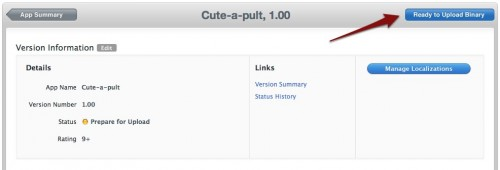 App Summary
Cute-a-pult, 1.00
Ready to Upload Binary
Version Information Edit
Details
App Name Cute-a-pult
Version Number 1.00
Status Prepare for Upload
Rating 9+
Links
Version Summary
Status History
Manage Localizations